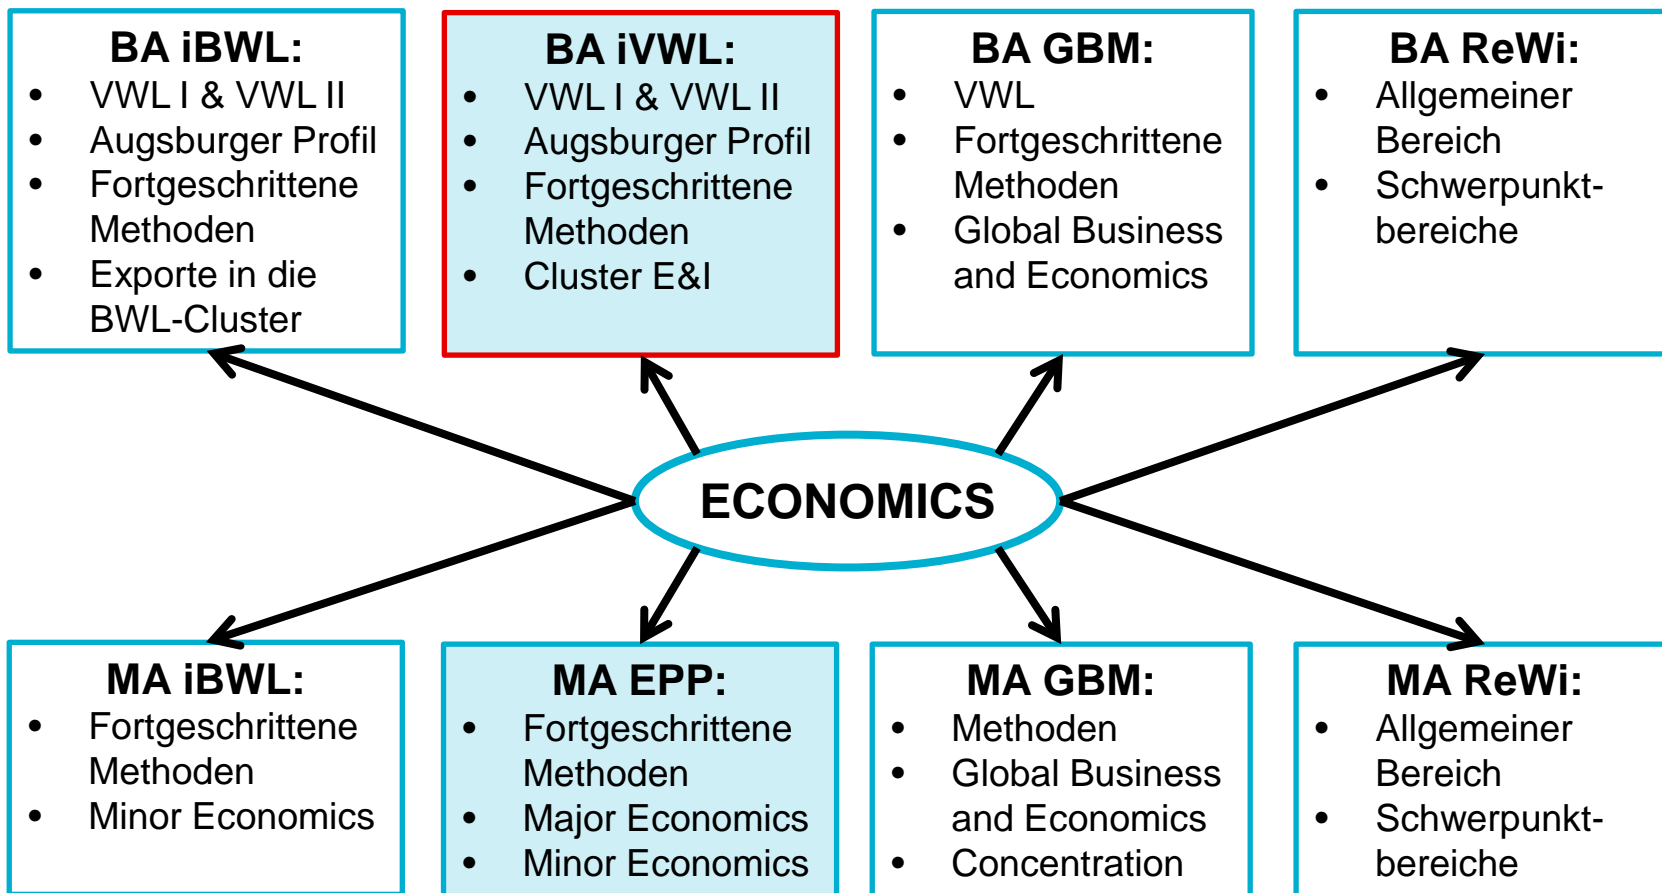 BA iBWL:
• VWL I & VWL II
• Augsburger Profil
• Fortgeschrittene
Methoden
• Exporte in die
BWL-Cluster
BA iVWL:
• VWL I & VWL II
• Augsburger Profil
• Fortgeschrittene
Methoden
• Cluster E&I
BA GBM:
• VWL
• Fortgeschrittene
Methoden
• Global Business
and Economics
BA ReWi:
• Allgemeiner
Bereich
• Schwerpunkt-
bereiche
ECONOMICS
MA iBWL:
• Fortgeschrittene
Methoden
• Minor Economics
MA EPP:
• Fortgeschrittene
Methoden
• Major Economics
• Minor Economics
MA GBM:
• Methoden
• Global Business
and Economics
• Concentration
MA ReWi:
• Allgemeiner
Bereich
• Schwerpunkt-
bereiche